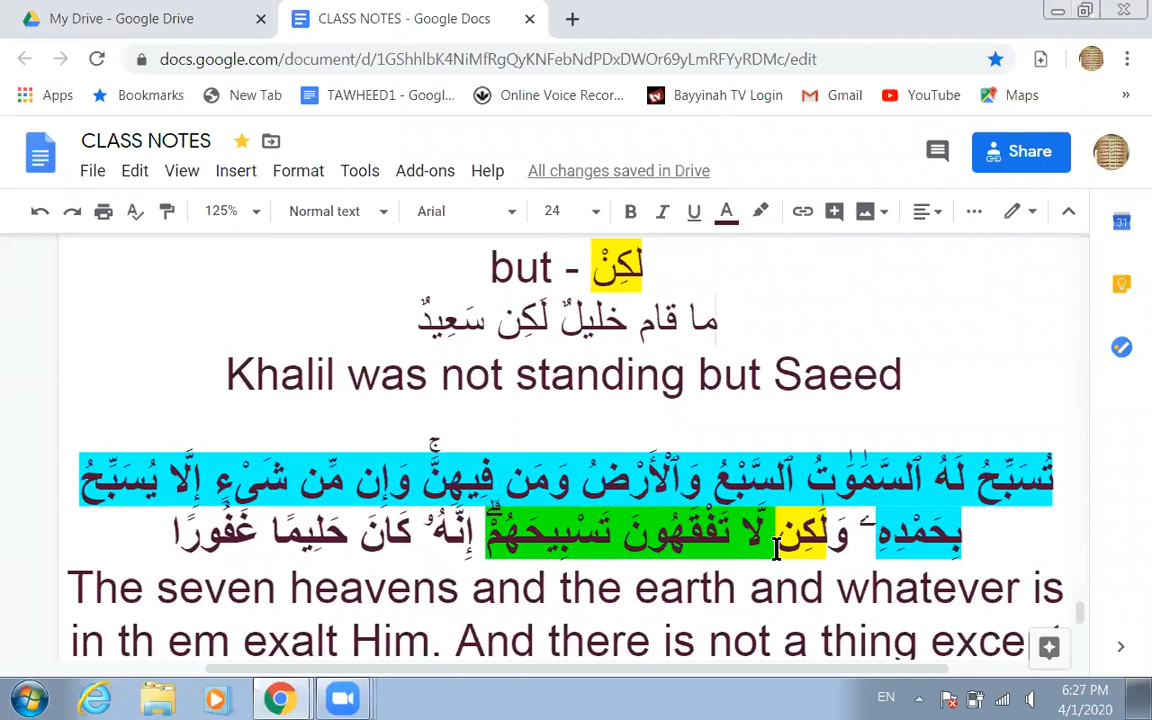 My Drive - Google Drive
CLASS NOTES - Google Docs
docs.google.com/document/d/1GShhlbK4NiMfRgQyKNFebNdPDxDWOr69yLmRFYyRDMc/edit
Apps Bookmarks New Tab TAWHEED1 - Googl... Online Voice Recor... Bayyinah TV Login Gmail YouTube Maps »
CLASS NOTES
Share
File Edit View Insert Format Tools Add-ons Help All changes saved in Drive
125% Normal text Arial 24 B I U A
31
but - لَكِنْ
ما قام خليلٌ لَكِن سَعِيدٌ
Khalil was not standing but Saeed
تُسَبِّحُ لَهُ ٱلسَّمَٰوَٰتُ ٱلسَّبْعُ وَٱلْأَرْضُ وَمَن فِيهِنَّ ۚ وَإِن مِّن شَىْءٍ إِلَّا يُسَبِّحُ
بِحَمْدِهِۦ وَلَٰكِن لَّا تَفْقَهُونَ تَسْبِيحَهُمْ ۗ إِنَّهُۥ كَانَ حَلِيمًا غَفُورًا
The seven heavens and the earth and whatever is
in th em exalt Him. And there is not a thing except
EN
6:27 PM
4/1/2020